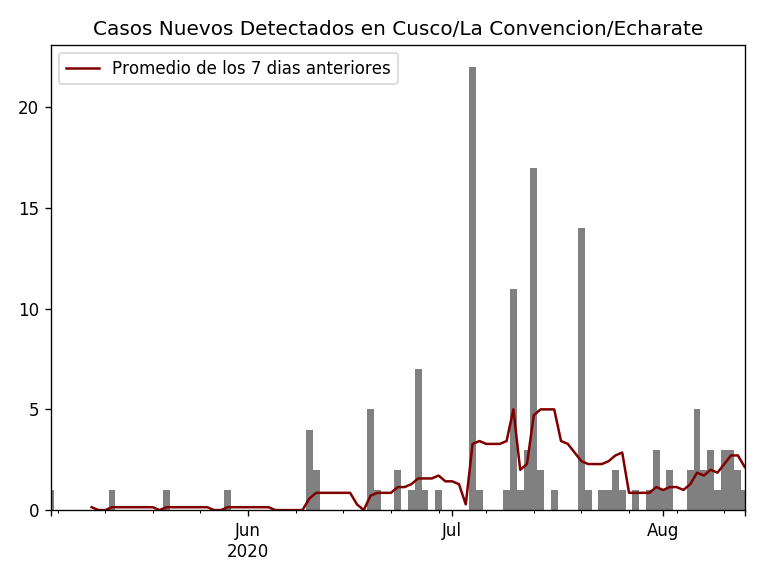 Casos Nuevos Detectados en Cusco/La Convencion/Echarate
Promedio de los 7 dias anteriores
20
15
10
5
0
Jun
2020
Jul
Aug